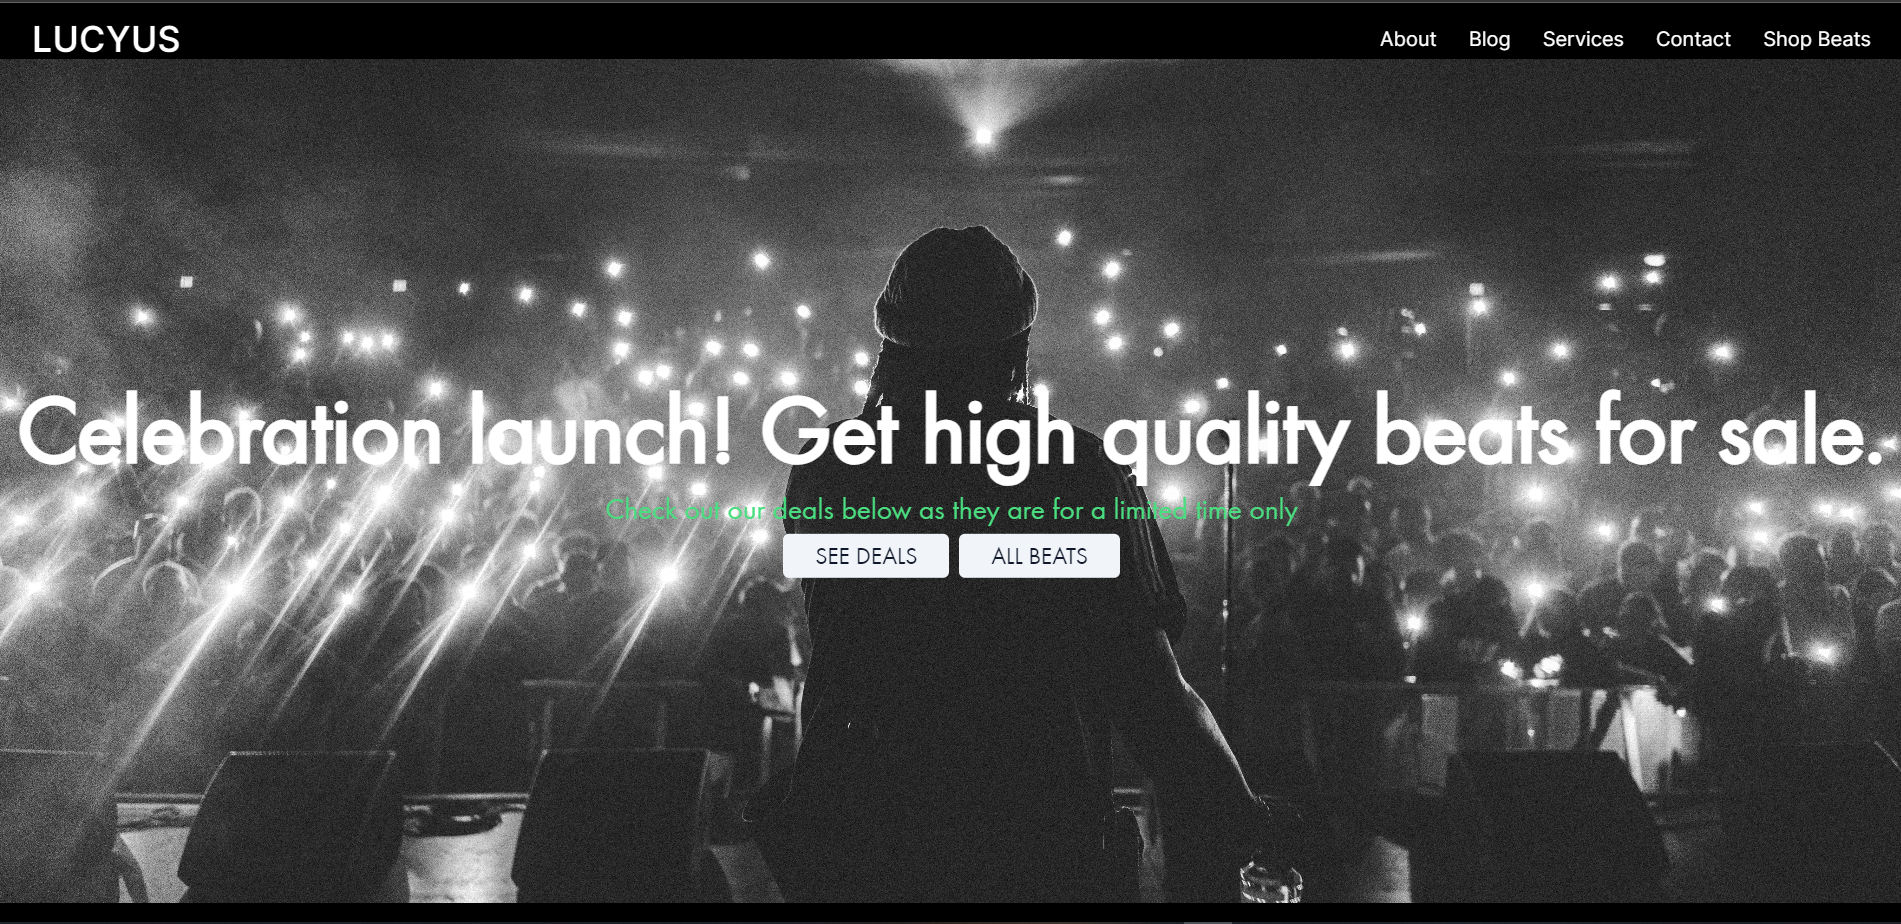 LUCYUS
About Blog Services Contact Shop Beats
Celebration launch! Get high quality beats for sale.
Check out our deals below as they are for a limited time only
SEE DEALS ALL BEATS